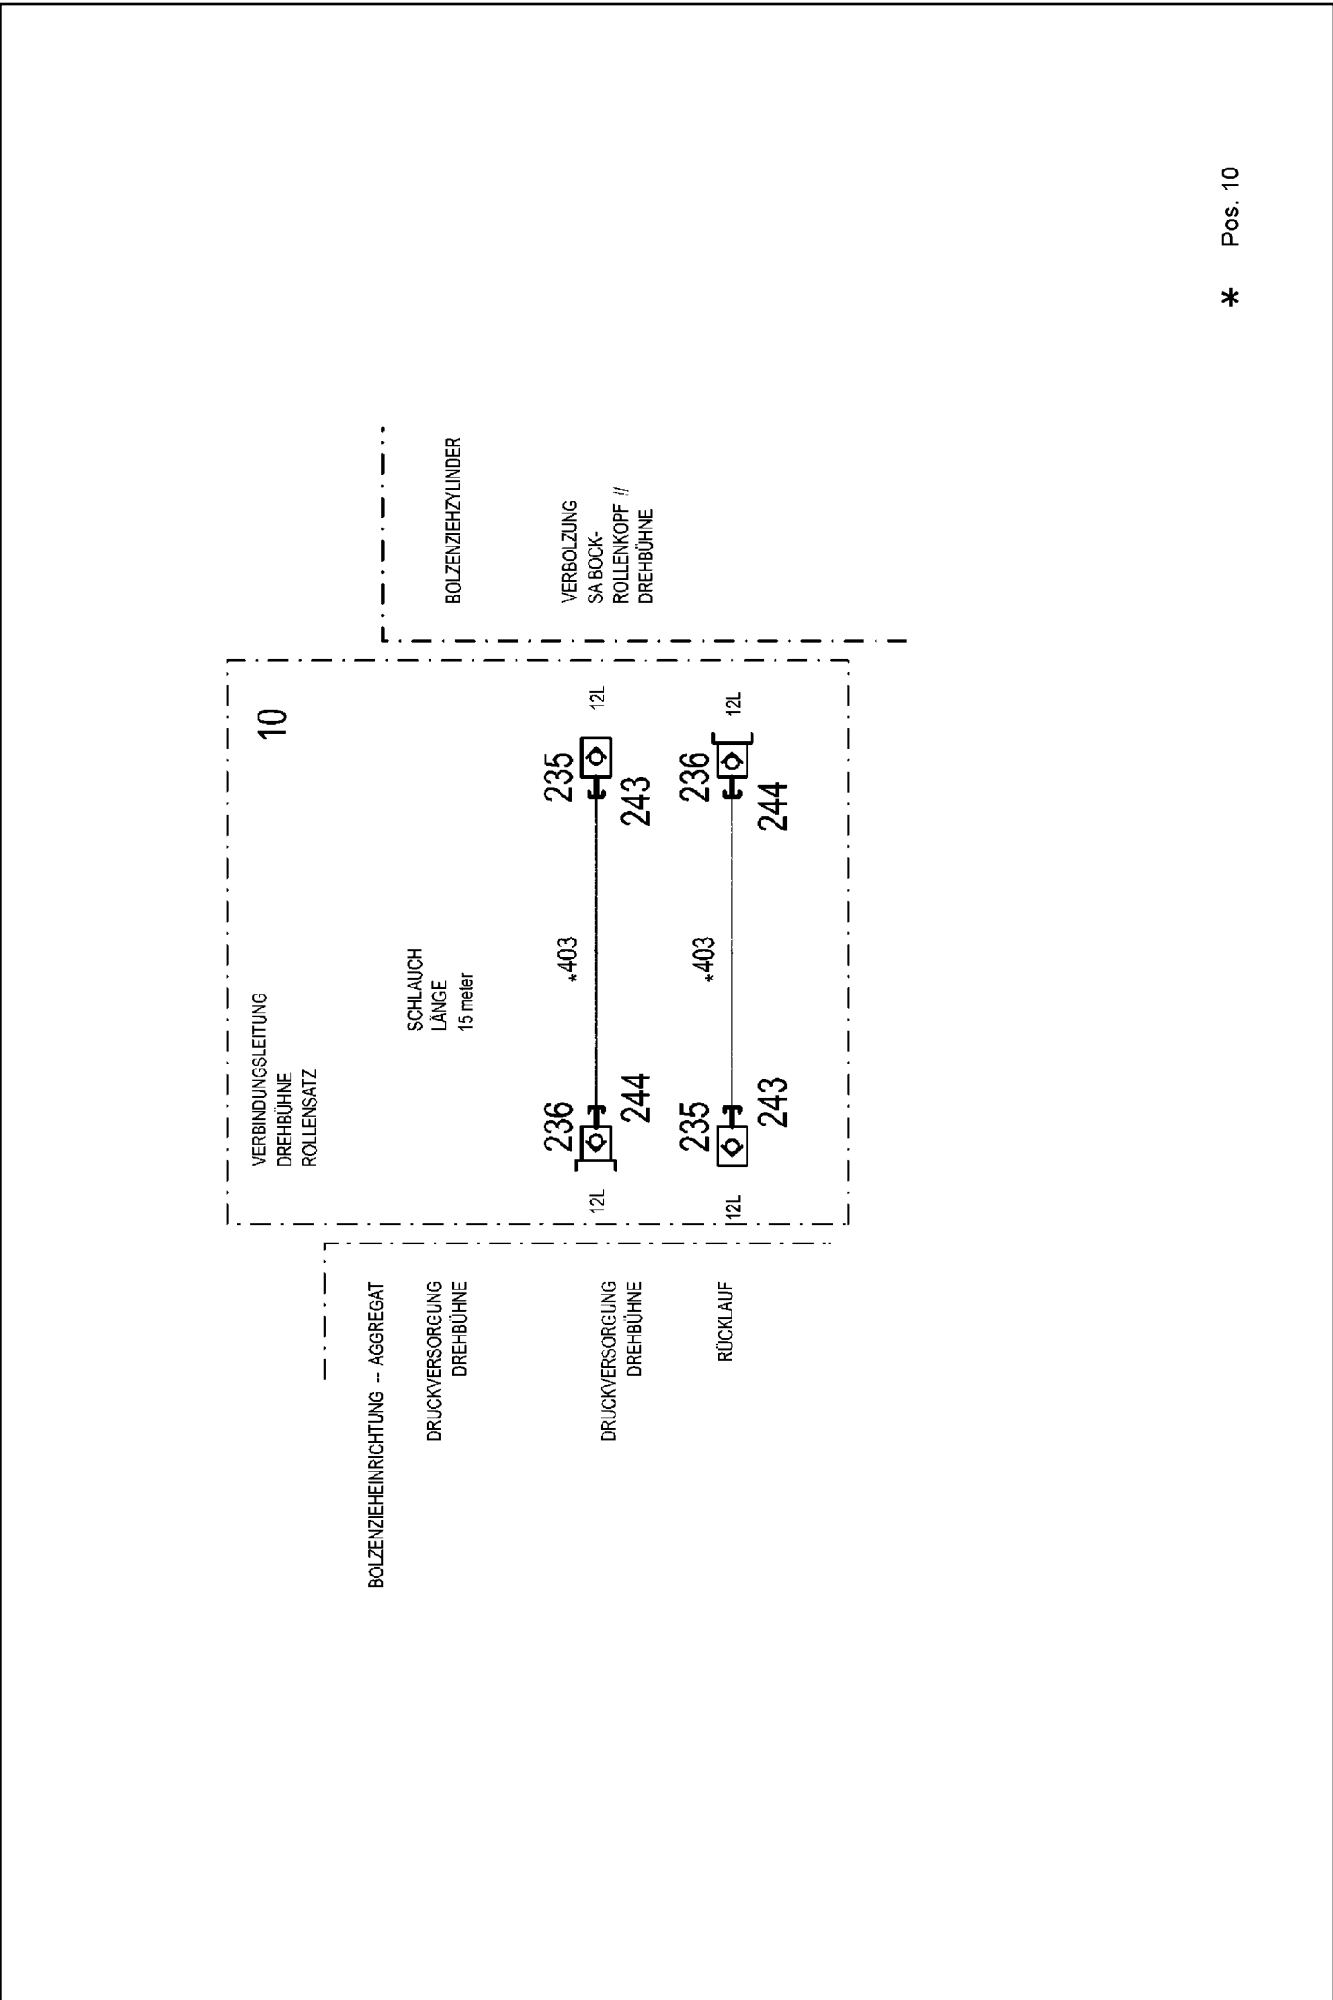 VERBINDUNGSLEITUNG
DREHBÜHNE
ROLLENSATZ
10
BOLZENZIEHEINRICHTUNG -- AGGREGAT
DRUCKVERSORGUNG
DREHBÜHNE
SCHLAUCH
LÄNGE
15 meter
BOLZENZIEHZYLINDER
DRUCKVERSORGUNG
DREHBÜHNE
12L
236
244
*403
235
243
12L
VERBOLZUNG
SA BOCK-
ROLLENKOPF //
DREHBÜHNE
RÜCKLAUF
12L
235
243
*403
236
244
12L
* Pos. 10